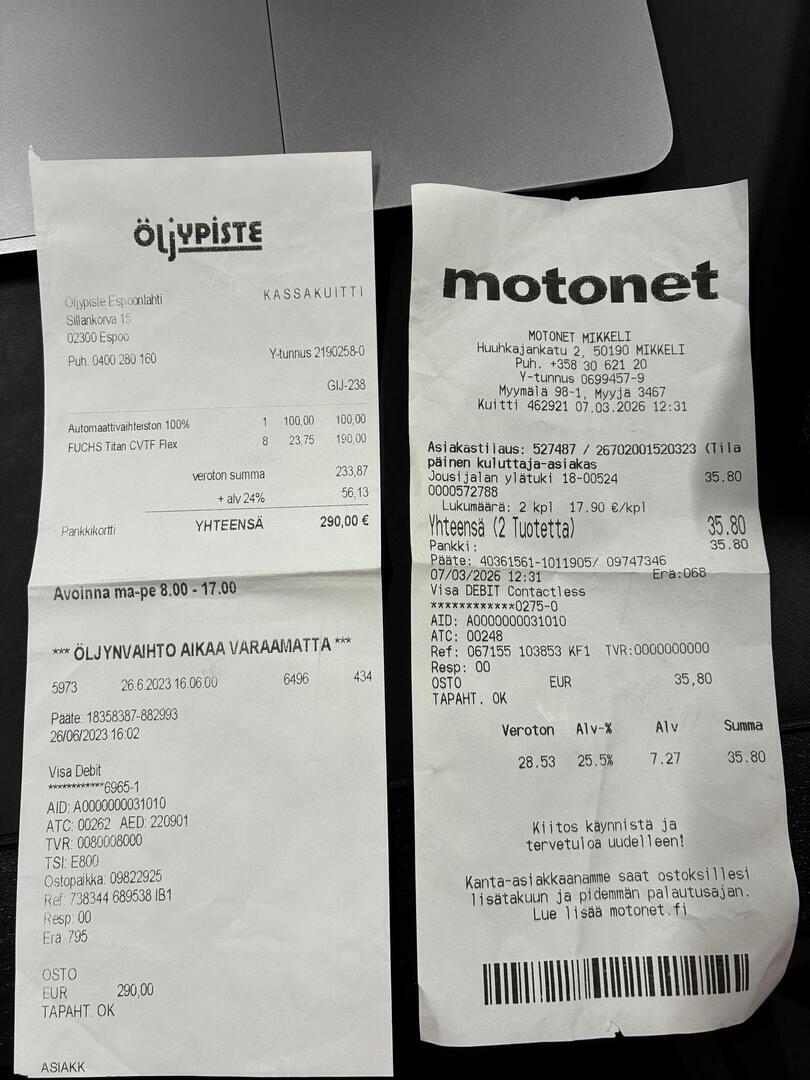 ÖljYPISTE
KASSAKUITTI
Öljypiste Espoonlahti
Sillankorva 15
02300 Espoo
Puh. 0400 280 160
Y-tunnus 2190258-0
GIJ-238
Automaattivaihteiston 100% 1 100,00 100,00
FUCHS Titan CVTF Flex 8 23,75 190,00
veroton summa 233,87
+ alv 24% 56,13
Pankkikortti YHTEENSÄ 290,00 €
Avoinna ma-pe 8.00 - 17.00
*** ÖLJYNVAIHTO AIKAA VARAAMATTA ***
5973 26.6.2023 16.06.00 6496 434
Pääte: 18358387-882993
26/06/2023 16:02
Visa Debit
************6965-1
AID: A0000000031010
ATC: 00262 AED: 220901
TVR: 0080008000
TSI: E800
Ostopaikka: 09822925
Ref: 738344 689538 IB1
Resp: 00
Erä: 795
OSTO
EUR 290,00
TAPAHT. OK
ASIAKK
motonet
MOTONET MIKKELI
Huuhkajankatu 2, 50190 MIKKELI
Puh. +358 30 621 20
Y-tunnus 0699457-9
Myymälä 98-1, Myyjä 3467
Kuitti 462921 07.03.2026 12:31
Asiakastilaus: 527487 / 26702001520323 (Tila
päinen kuluttaja-asiakas
Jousijalan ylätuki 18-00524 35.80
0000572788
Lukumäärä: 2 kpl 17.90 €/kpl
Yhteensä (2 Tuotetta) 35.80
Pankki: 35.80
Pääte: 40361561-1011905/ 09747346
07/03/2026 12:31 Erä:068
Visa DEBIT Contactless
************0275-0
AID: A0000000031010
ATC: 00248
Ref: 067155 103853 KF1 TVR:0000000000
Resp: 00
OSTO EUR 35,80
TAPAHT. OK
Veroton Alv-% Alv Summa
28.53 25.5% 7.27 35.80
Kiitos käynnistä ja
tervetuloa uudelleen!
Kanta-asiakkaanamme saat ostoksillesi
lisätakuun ja pidemmän palautusajan.
Lue lisää motonet.fi